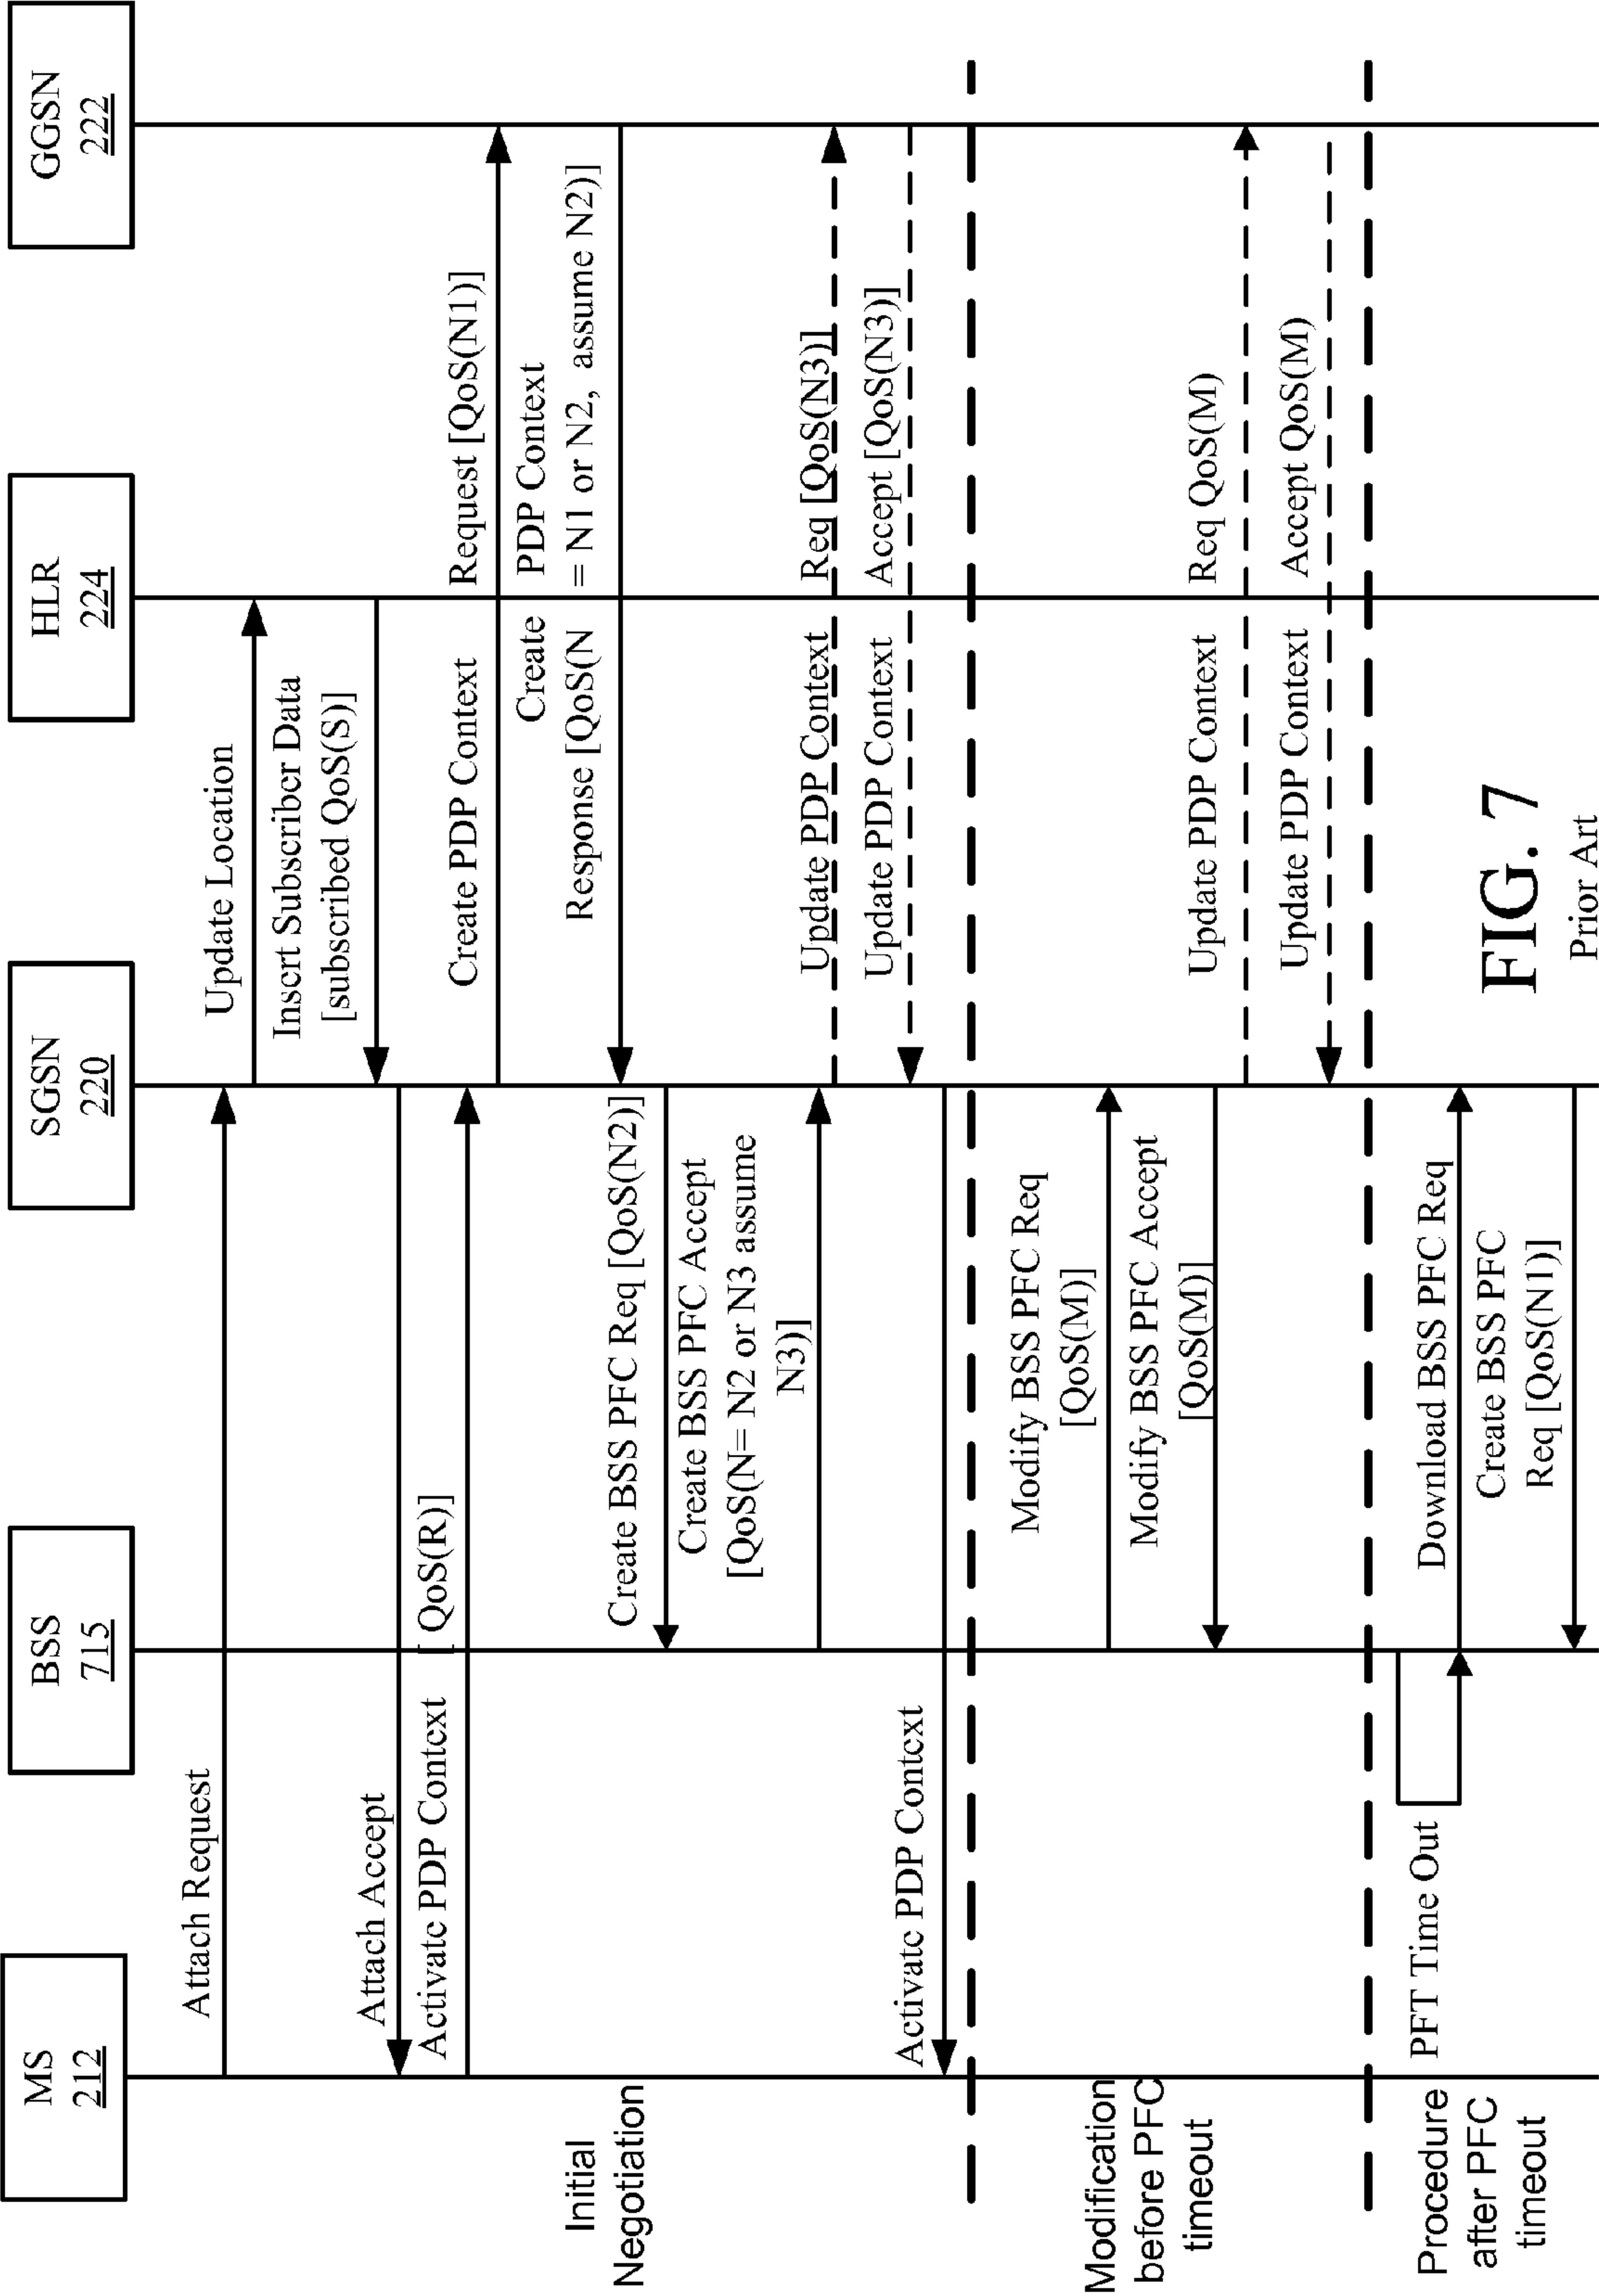 MS
212
BSS
715
SGSN
220
HLR
224
GGSN
222
Attach Request
Update Location
Insert Subscriber Data
[subscribed QoS(S)]
Attach Accept
Activate PDP Context [ QoS(R)]
Create PDP Context Request [QoS(N1)]
Create PDP Context
Response [QoS(N = N1 or N2, assume N2)]
Create BSS PFC Req [QoS(N2)]
Create BSS PFC Accept
[QoS(N= N2 or N3 assume
N3)]
Update PDP Context Req [QoS(N3)]
Update PDP Context Accept [QoS(N3)]
Activate PDP Context
Initial
Negotiation
Modify BSS PFC Req
[QoS(M)]
Modify BSS PFC Accept
[QoS(M)]
Update PDP Context Req QoS(M)
Update PDP Context Accept QoS(M)
Modification
before PFC
timeout
PFT Time Out
Download BSS PFC Req
Create BSS PFC
Req [QoS(N1)]
Procedure
after PFC
timeout
FIG. 7
Prior Art